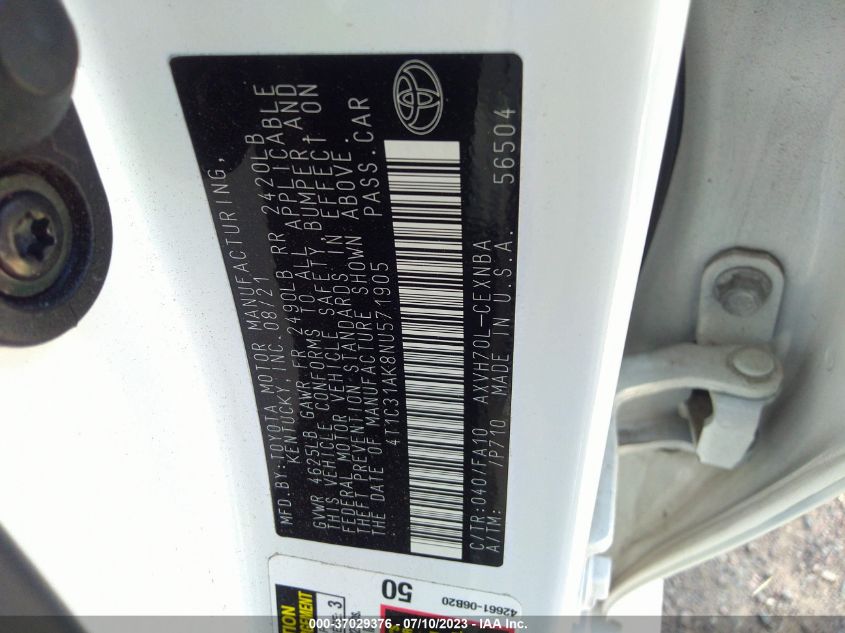 MFD.BY:TOYOTA MOTOR MANUFACTURING,
KENTUCKY, INC. 08/21
GVWR 4625LB GAWR FR 2490LB RR 2420LB
THIS VEHICLE CONFORMS TO ALL APPLICABLE
FEDERAL MOTOR VEHICLE SAFETY, BUMPER, AND
THEFT PREVENTION STANDARDS IN EFFECT ON
THE DATE OF MANUFACTURE SHOWN ABOVE.
4T1C31AK8NU571905 PASS.CAR
C/TR:040/FA10 AXVH70L-CEXNBA 56504
A/TM: /P710 MADE IN U.S.A.
50
42661-06B20
3
000-37029376 - 07/10/2023 - COPYRIGHT IAA, LLC.